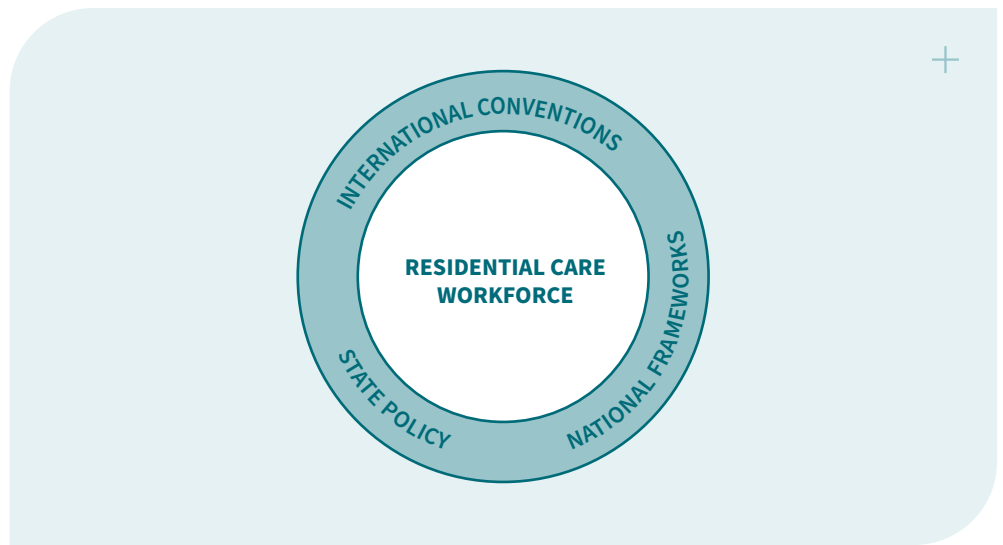 INTERNATIONAL CONVENTIONS
RESIDENTIAL CARE
WORKFORCE
NATIONAL FRAMEWORKS
STATE POLICY